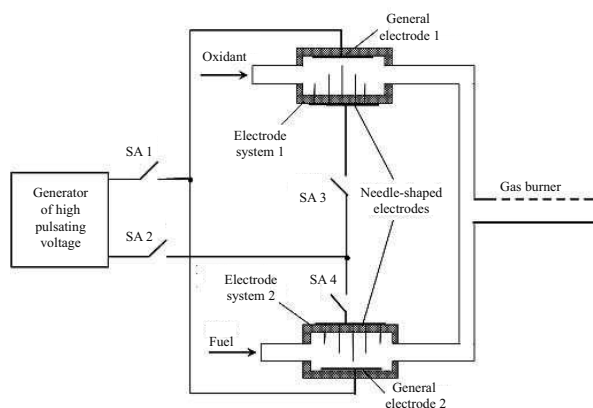 General
electrode 1
Oxidant
Electrode
system 1
SA 1
Generator
of high
pulsating
voltage
SA 2
SA 3
Needle-shaped
electrodes
Gas burner
Electrode
system 2
SA 4
Fuel
General
electrode 2